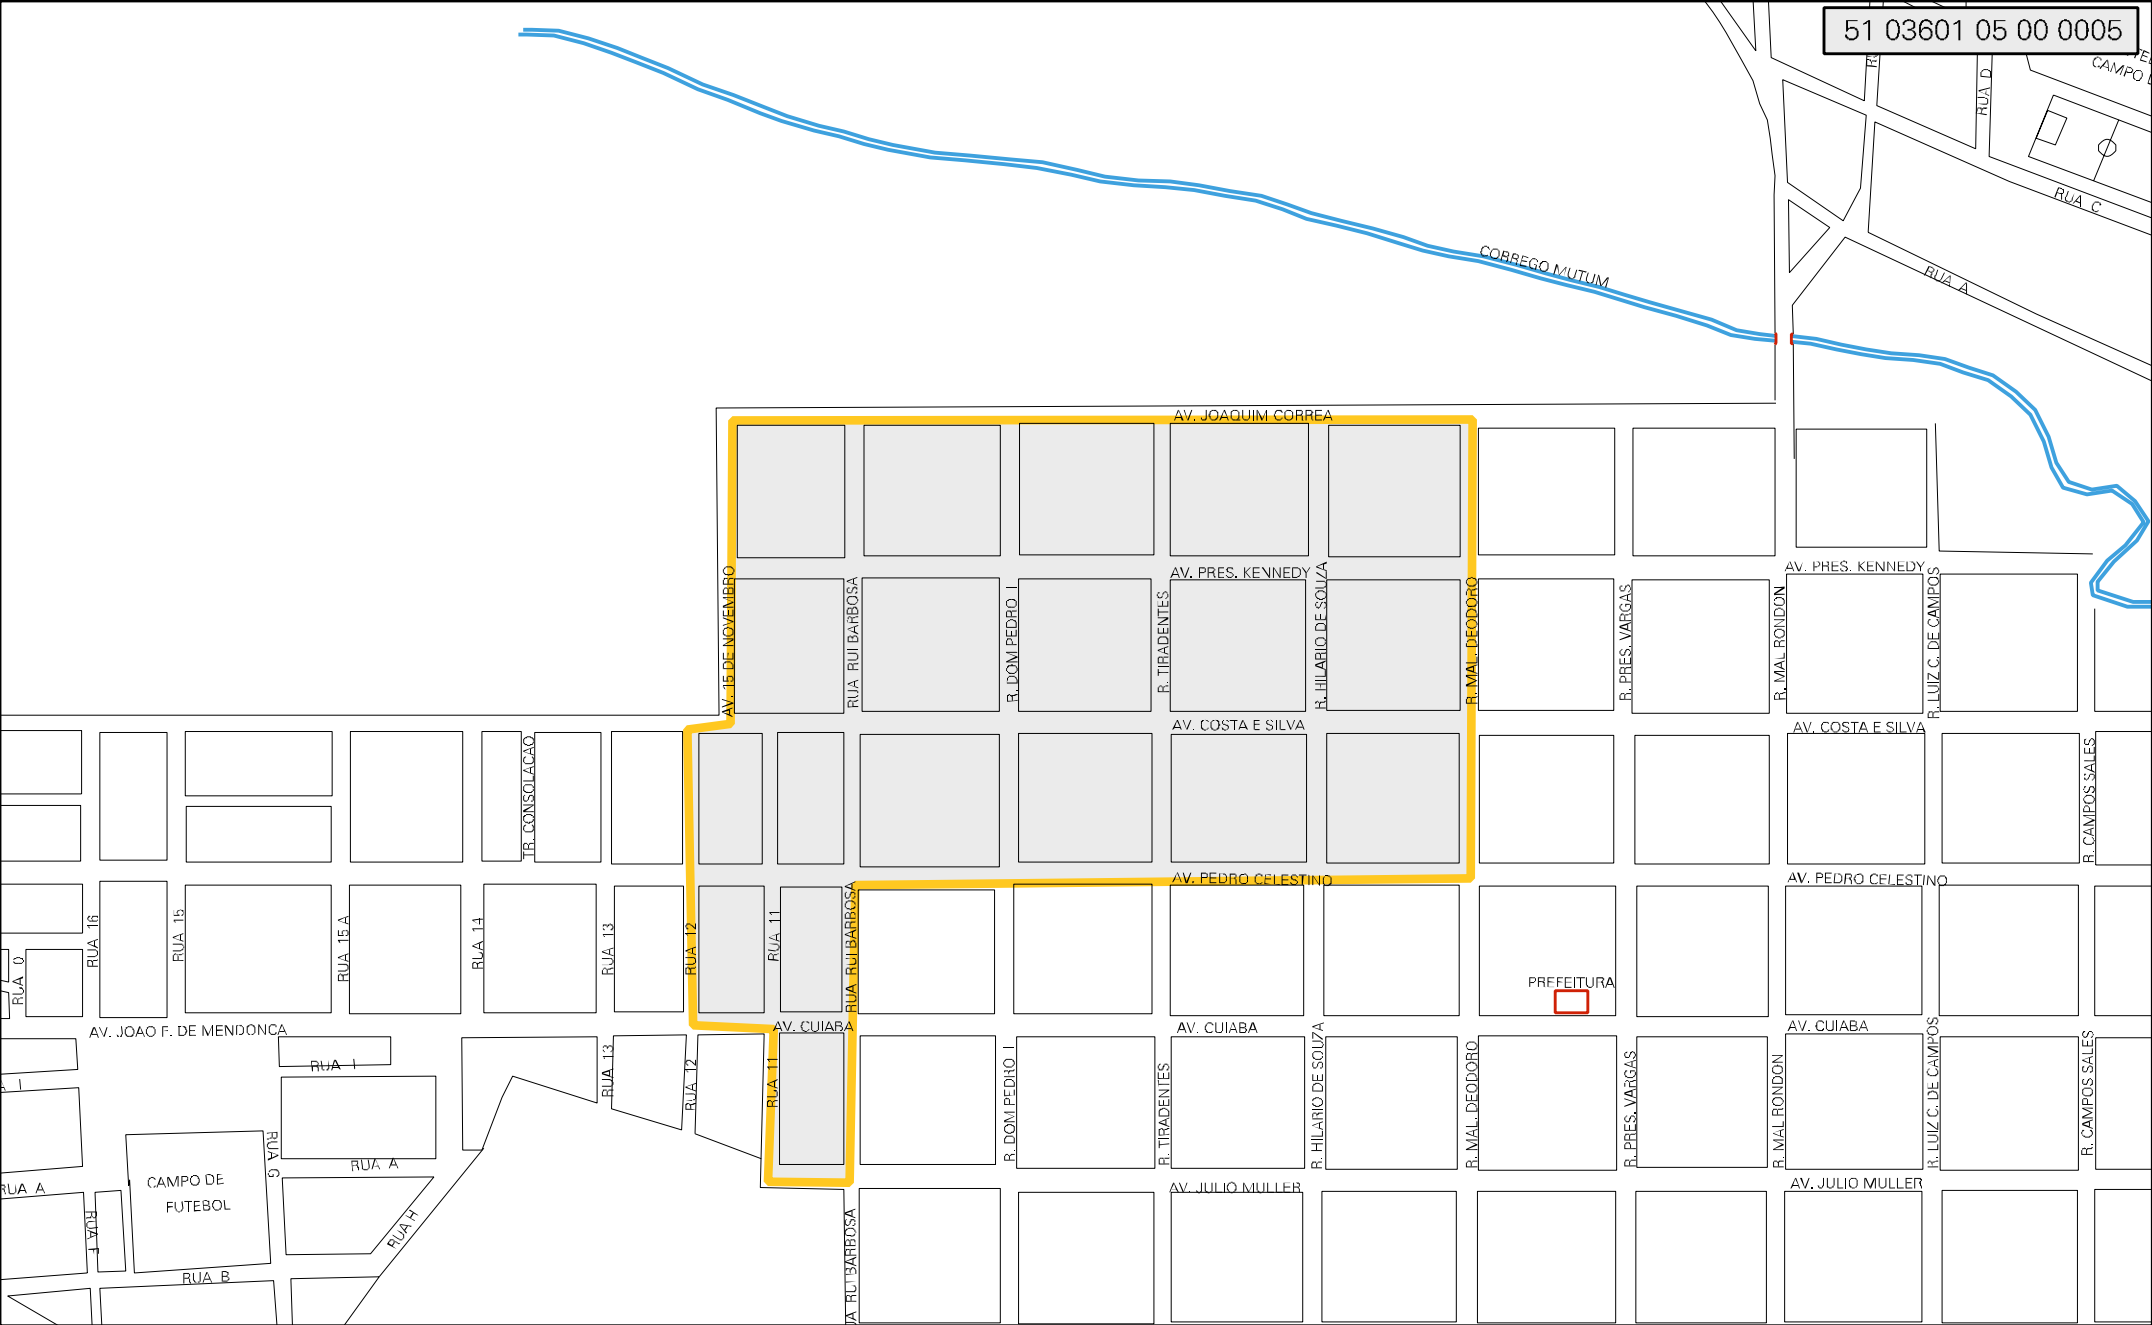 51 03601 05 00 0005
CAMPO
RUA D
RUA C
CORREGO MUTUM
RUA A
AV. JOAQUIM CORREA
AV. PRES. KENNEDY
AV. PRES. KENNEDY
AV. 15 DE NOVEMBRO
RUA RUI BARBOSA
R. DOM PEDRO I
R. TIRADENTES
R. HILARIO DE SOUZA
R. MAL. DEODORO
R. PRES. VARGAS
R. MAL RONDON
R. LUIZ C. DE CAMPOS
AV. COSTA E SILVA
AV. COSTA E SILVA
TR. CONSOLACAO
R. CAMPOS SALES
AV. PEDRO CELESTINO
AV. PEDRO CELESTINO
RUA 0
RUA 16
RUA 15
RUA 15 A
RUA 14
RUA 13
RUA 12
RUA 11
RUA RUI BARBOSA
PREFEITURA
AV. JOAO F. DE MENDONCA
AV. CUIABA
AV. CUIABA
AV. CUIABA
RUA I
RUA 13
RUA 12
RUA 11
R. DOM PEDRO I
R. TIRADENTES
R. HILARIO DE SOUZA
R. MAL. DEODORO
R. PRES. VARGAS
R. MAL RONDON
R. LUIZ C. DE CAMPOS
R. CAMPOS SALES
A I
RUA G
RUA A
CAMPO DE
FUTEBOL
RUA A
AV. JULIO MULLER
AV. JULIO MULLER
RUA F
RUA H
RUA B
UA RUI BARBOSA